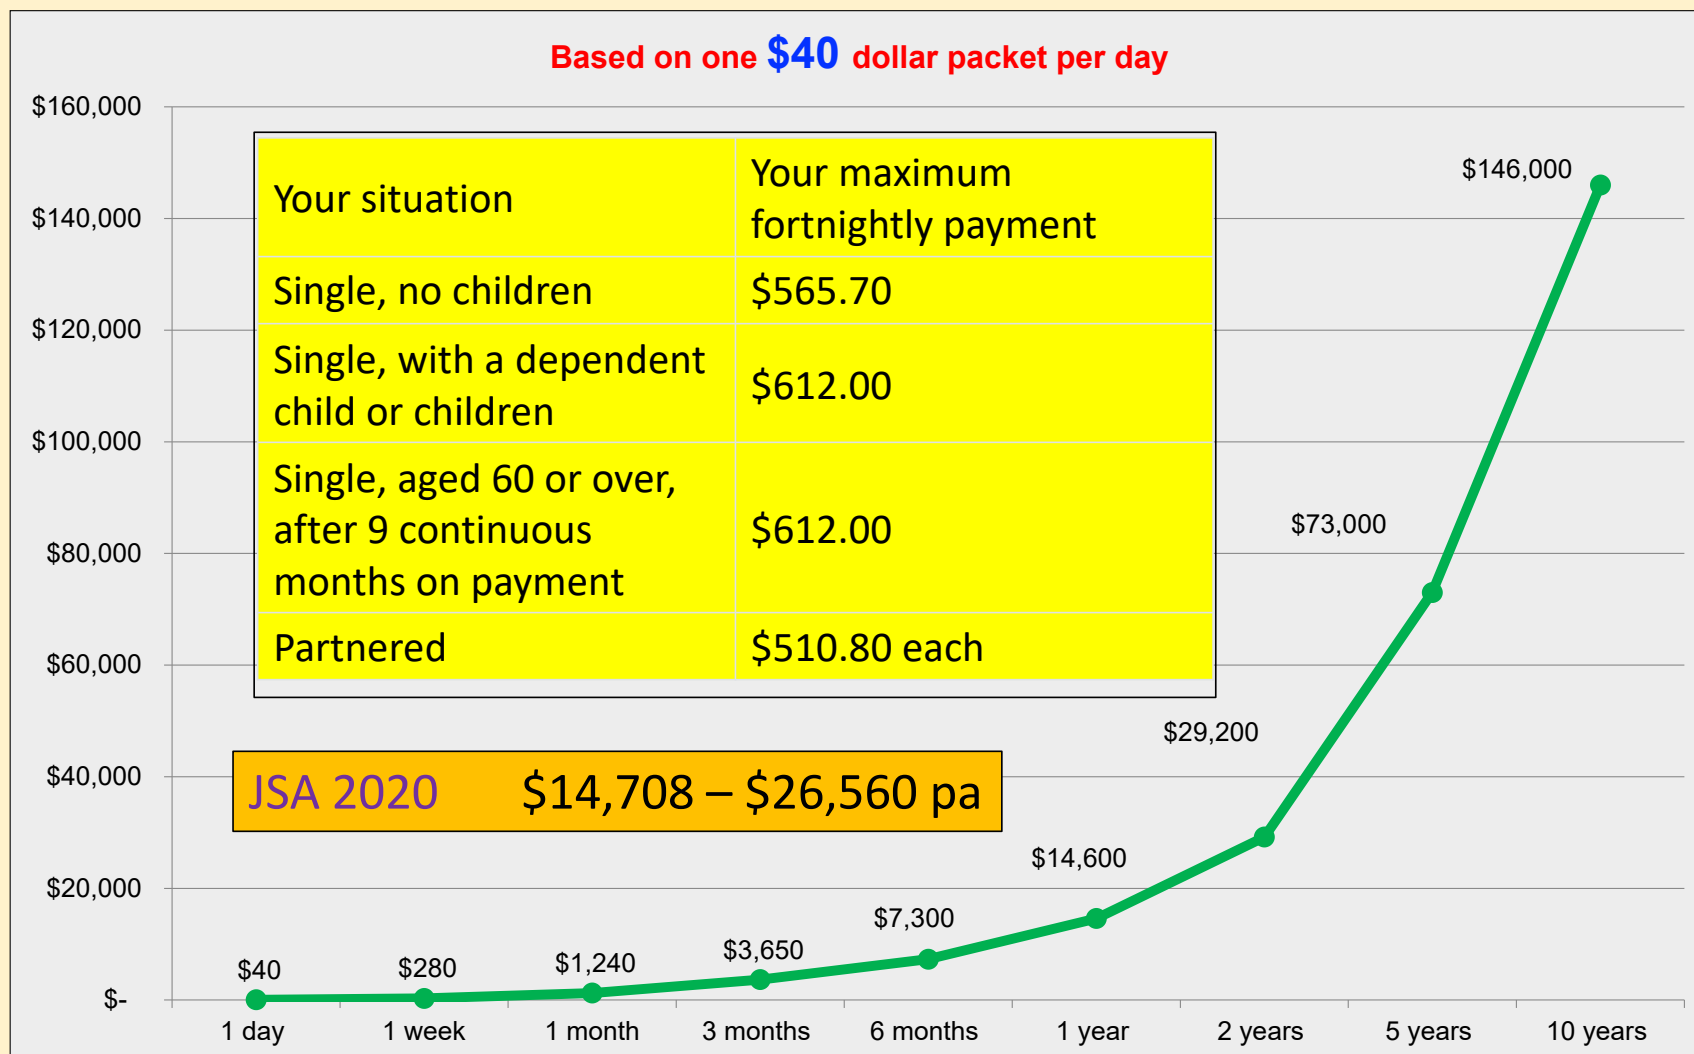 Based on one $40 dollar packet per day
$160,000
$140,000
$120,000
$100,000
$80,000
$60,000
$40,000
$20,000
$-
Your situation
Your maximum
fortnightly payment
Single, no children
$565.70
Single, with a dependent
child or children
$612.00
Single, aged 60 or over,
after 9 continuous
months on payment
$612.00
Partnered
$510.80 each
JSA 2020 $14,708 – $26,560 pa
$40
$280
$1,240
$3,650
$7,300
$14,600
$29,200
$73,000
$146,000
1 day
1 week
1 month
3 months
6 months
1 year
2 years
5 years
10 years